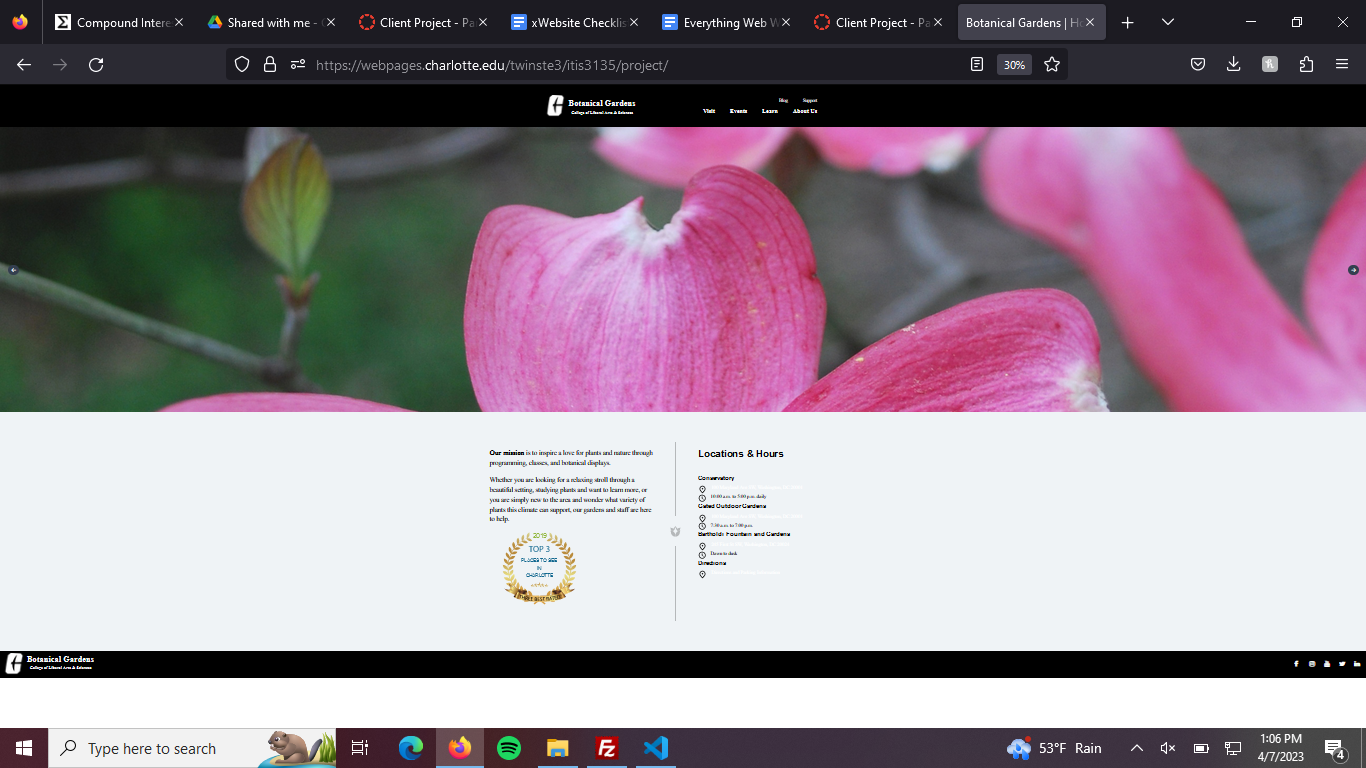 Compound Intere
Shared with me -
Client Project - Pa
xWebsite Checklis
Everything Web W
Client Project - Pa
Botanical Gardens | Ho
https://webpages.charlotte.edu/twinste3/itis3135/project/
30%
Botanical Gardens
College of Liberal Arts & Sciences
Blog Support
Visit Events Learn About Us
Our mission is to inspire a love for plants and nature through
programming, classes, and botanical displays.
Whether you are looking for a relaxing stroll through a
beautiful setting, studying plants and want to learn more, or
you are simply new to the area and wonder what variety of
plants this climate can support, our gardens and staff are here
to help.
2019
TOP 3
PLACES TO SEE
IN
CHARLOTTE
THREE BEST RATED
Locations & Hours
Conservatory
10:00 a.m. to 5:00 p.m. daily
Gated Outdoor Gardens
7:30 a.m. to 7:00 p.m.
Bartholdi Fountain and Gardens
Dawn to dusk
Directions
Botanical Gardens
College of Liberal Arts & Sciences
Type here to search
53°F Rain
1:06 PM
4/7/2023
4